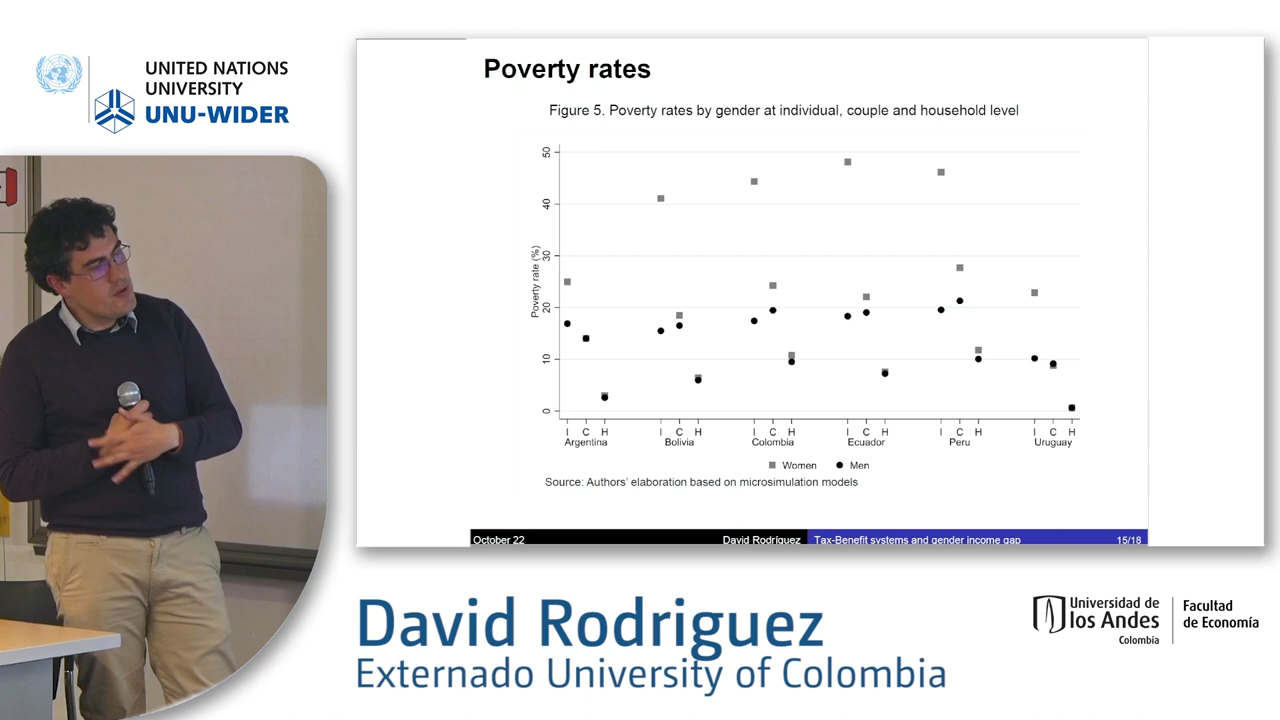 UNITED NATIONS
UNIVERSITY
UNU-WIDER
Poverty rates
Figure 5. Poverty rates by gender at individual, couple and household level
Poverty rate (%)
50
40
30
20
10
0
I C H I C H I C H I C H I C H I C H
Argentina Bolivia Colombia Ecuador Peru Uruguay
Women Men
Source: Authors' elaboration based on microsimulation models
October 22 David Rodriguez Tax-Benefit systems and gender income gap 15/18
David Rodriguez
Externado University of Colombia
Universidad de
los Andes
Colombia
Facultad
de Economía